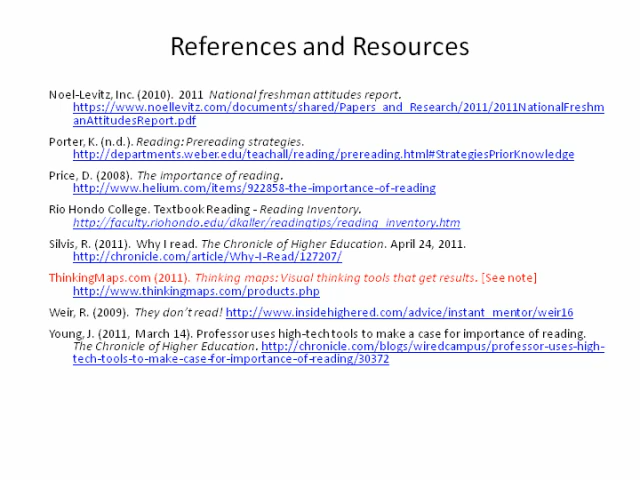 References and Resources
Noel-Levitz, Inc. (2010). 2011 National freshman attitudes report.
https://www.noellevitz.com/documents/shared/Papers_and_Research/2011/2011NationalFreshm
anAttitudesReport.pdf
Porter, K. (n.d.). Reading: Prereading strategies.
http://departments.weber.edu/teachall/reading/prereading.html#StrategiesPriorKnowledge
Price, D. (2008). The importance of reading.
http://www.helium.com/items/922858-the-importance-of-reading
Rio Hondo College. Textbook Reading - Reading Inventory.
http://faculty.riohondo.edu/dkaller/readingtips/reading_inventory.htm
Silvis, R. (2011). Why I read. The Chronicle of Higher Education. April 24, 2011.
http://chronicle.com/article/Why-I-Read/127207/
ThinkingMaps.com (2011). Thinking maps: Visual thinking tools that get results. [See note]
http://www.thinkingmaps.com/products.php
Weir, R. (2009). They don't read! http://www.insidehighered.com/advice/instant_mentor/weir16
Young, J. (2011, March 14). Professor uses high-tech tools to make a case for importance of reading.
The Chronicle of Higher Education. http://chronicle.com/blogs/wiredcampus/professor-uses-high-
tech-tools-to-make-case-for-importance-of-reading/30372